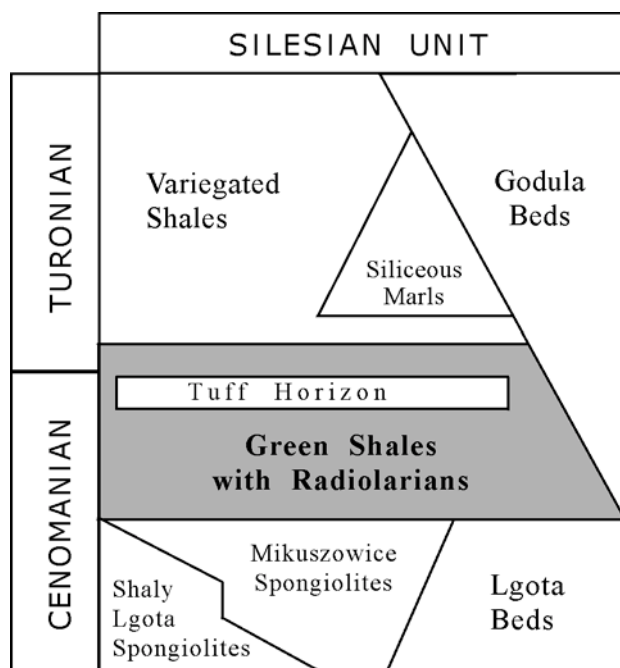 SILESIAN UNIT
TURONIAN
Variegated
Shales
Godula
Beds
Siliceous
Marls
CENOMANIAN
Tuff Horizon
Green Shales
with Radiolarians
Mikuszowice
Spongiolites
Shaly
Lgota
Spongiolites
Lgota
Beds